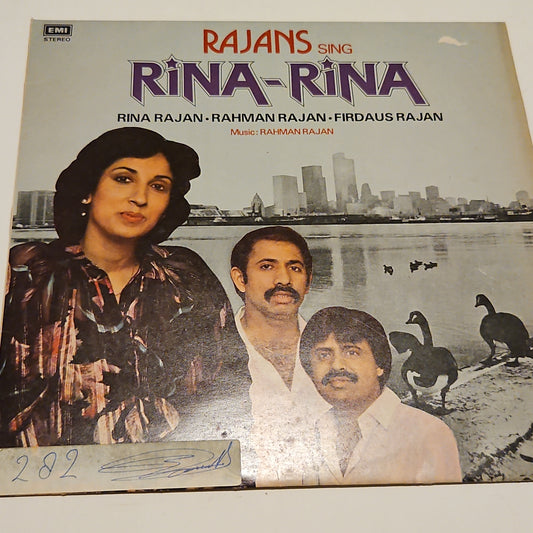 EMI
STEREO
RAJANS SING
RiNA-RiNA
RINA RAJAN • RAHMAN RAJAN • FIRDAUS RAJAN
Music: RAHMAN RAJAN
282